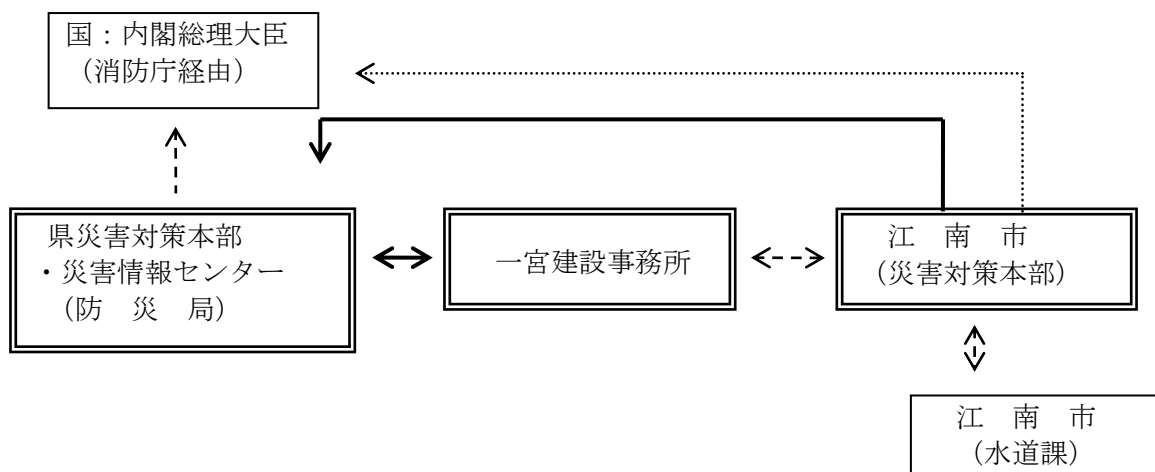 国：内閣総理大臣
（消防庁経由）
県災害対策本部
・災害情報センター
（防　災　局）
一宮建設事務所
江　南　市
（災害対策本部）
江　南　市
（水道課）